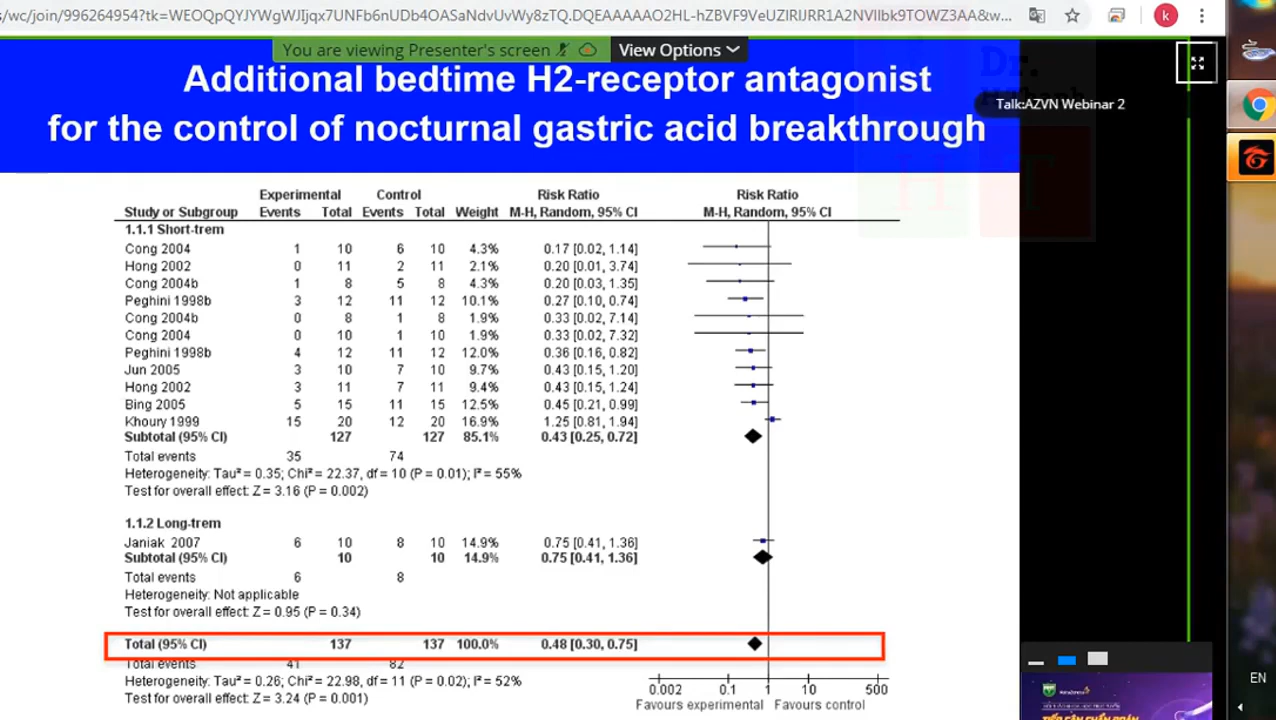 s/wc/join/996264954?tk=WEOQpQYJYWgWJIjqx7UNFb6nUDb4OASaNdvUvWy8zTQ.DQEAAAAAO2HL-hZBVF9VeUZIRlJRR1A2NVlIbk9TOWZ3AA&w...
You are viewing Presenter's screen
View Options
Additional bedtime H2-receptor antagonist
for the control of nocturnal gastric acid breakthrough
Dr.
Talk:AZVN Webinar 2
H T
Experimental Control Risk Ratio Risk Ratio
Study or Subgroup Events Total Events Total Weight M-H, Random, 95% CI M-H, Random, 95% CI
1.1.1 Short-trem
Cong 2004 1 10 6 10 4.3% 0.17 [0.02, 1.14]
Hong 2002 0 11 2 11 2.1% 0.20 [0.01, 3.74]
Cong 2004b 1 8 5 8 4.3% 0.20 [0.03, 1.35]
Peghini 1998b 3 12 11 12 10.1% 0.27 [0.10, 0.74]
Cong 2004b 0 8 1 8 1.9% 0.33 [0.02, 7.14]
Cong 2004 0 10 1 10 1.9% 0.33 [0.02, 7.32]
Peghini 1998b 4 12 11 12 12.0% 0.36 [0.16, 0.82]
Jun 2005 3 10 7 10 9.7% 0.43 [0.15, 1.20]
Hong 2002 3 11 7 11 9.4% 0.43 [0.15, 1.24]
Bing 2005 5 15 11 15 12.5% 0.45 [0.21, 0.99]
Khoury 1999 15 20 12 20 16.9% 1.25 [0.81, 1.94]
Subtotal (95% CI) 127 127 85.1% 0.43 [0.25, 0.72]
Total events 35 74
Heterogeneity: Tau² = 0.35; Chi² = 22.37, df = 10 (P = 0.01); I² = 55%
Test for overall effect: Z = 3.16 (P = 0.002)
1.1.2 Long-trem
Janiak 2007 6 10 8 10 14.9% 0.75 [0.41, 1.36]
Subtotal (95% CI) 10 10 14.9% 0.75 [0.41, 1.36]
Total events 6 8
Heterogeneity: Not applicable
Test for overall effect: Z = 0.95 (P = 0.34)
Total (95% CI) 137 137 100.0% 0.48 [0.30, 0.75]
Total events 41 82
Heterogeneity: Tau² = 0.26; Chi² = 22.98, df = 11 (P = 0.02); I² = 52%
Test for overall effect: Z = 3.24 (P = 0.001)
0.002 0.1 1 10 500
Favours experimental Favours control
EN
k